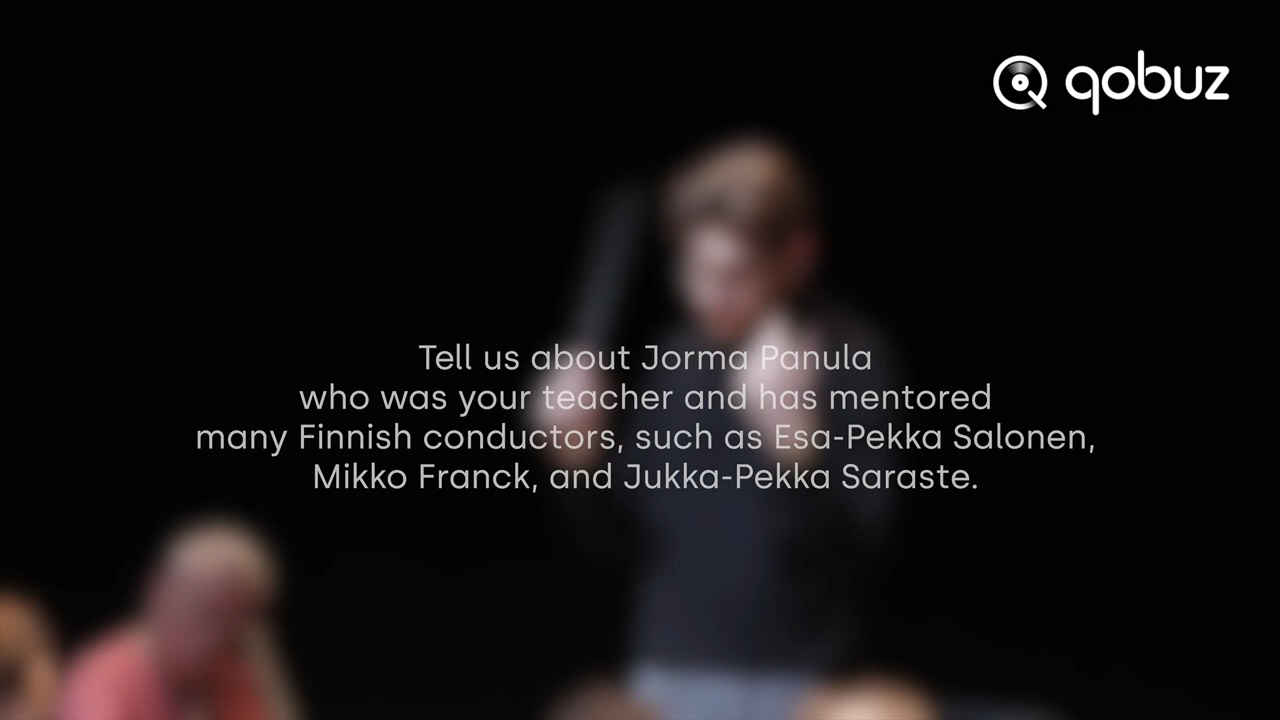 qobuz
Tell us about Jorma Panula
who was your teacher and has mentored
many Finnish conductors, such as Esa-Pekka Salonen,
Mikko Franck, and Jukka-Pekka Saraste.